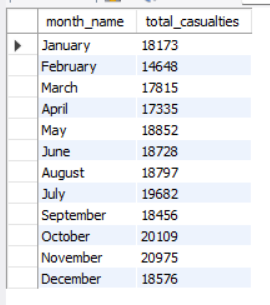 month_name total_casualties
January 18173
February 14648
March 17815
April 17335
May 18852
June 18728
August 18797
July 19682
September 18456
October 20109
November 20975
December 18576